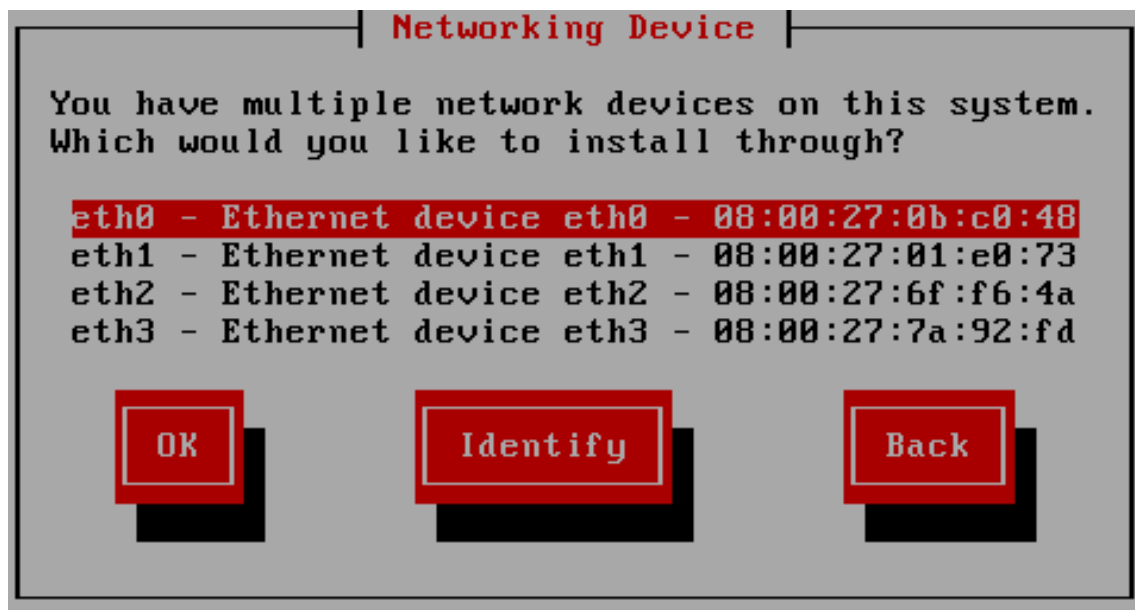 Networking Device
You have multiple network devices on this system.
Which would you like to install through?
eth0 - Ethernet device eth0 - 08:00:27:0b:c0:48
eth1 - Ethernet device eth1 - 08:00:27:01:e0:73
eth2 - Ethernet device eth2 - 08:00:27:6f:f6:4a
eth3 - Ethernet device eth3 - 08:00:27:7a:92:fd
OK Identify Back